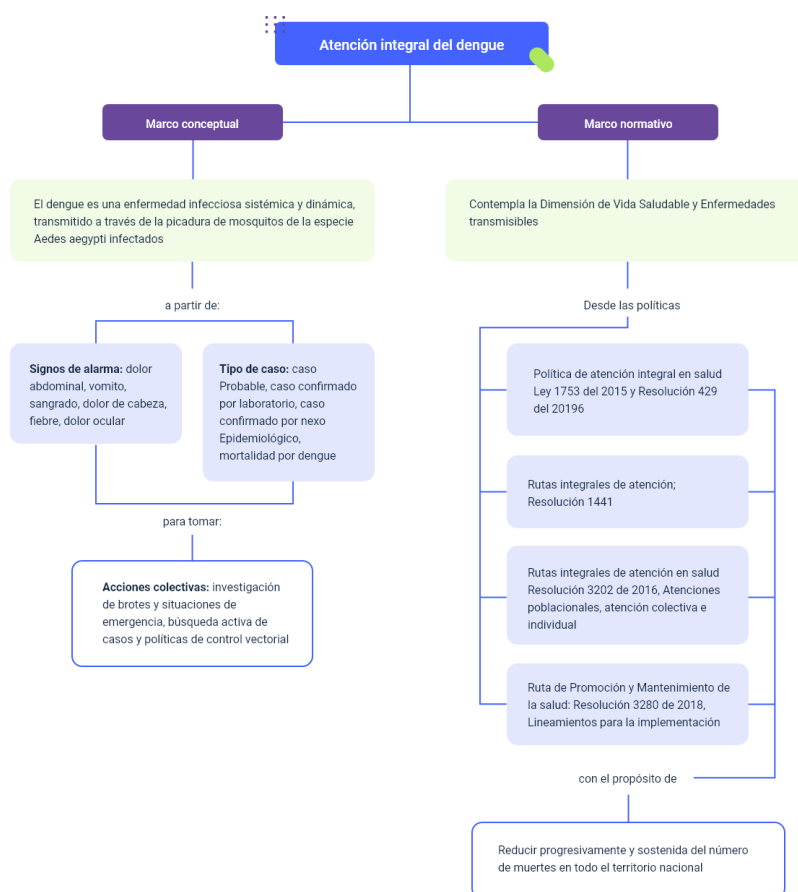 Atención integral del dengue
Marco conceptual
Marco normativo
El dengue es una enfermedad infecciosa sistémica y dinámica,
transmitido a través de la picadura de mosquitos de la especie
Aedes aegypti infectados
Contempla la Dimensión de Vida Saludable y Enfermedades
transmisibles
a partir de:
Desde las políticas
Signos de alarma: dolor
abdominal, vomito,
sangrado, dolor de cabeza,
fiebre, dolor ocular
Tipo de caso: caso
Probable, caso confirmado
por laboratorio, caso
confirmado por nexo
Epidemiológico,
mortalidad por dengue
para tomar:
Acciones colectivas: investigación
de brotes y situaciones de
emergencia, búsqueda activa de
casos y políticas de control vectorial
Política de atención integral en salud
Ley 1753 del 2015 y Resolución 429
del 20196
Rutas integrales de atención;
Resolución 1441
Rutas integrales de atención en salud
Resolución 3202 de 2016, Atenciones
poblacionales, atención colectiva e
individual
Ruta de Promoción y Mantenimiento de
la salud: Resolución 3280 de 2018,
Lineamientos para la implementación
con el propósito de
Reducir progresivamente y sostenida del número
de muertes en todo el territorio nacional